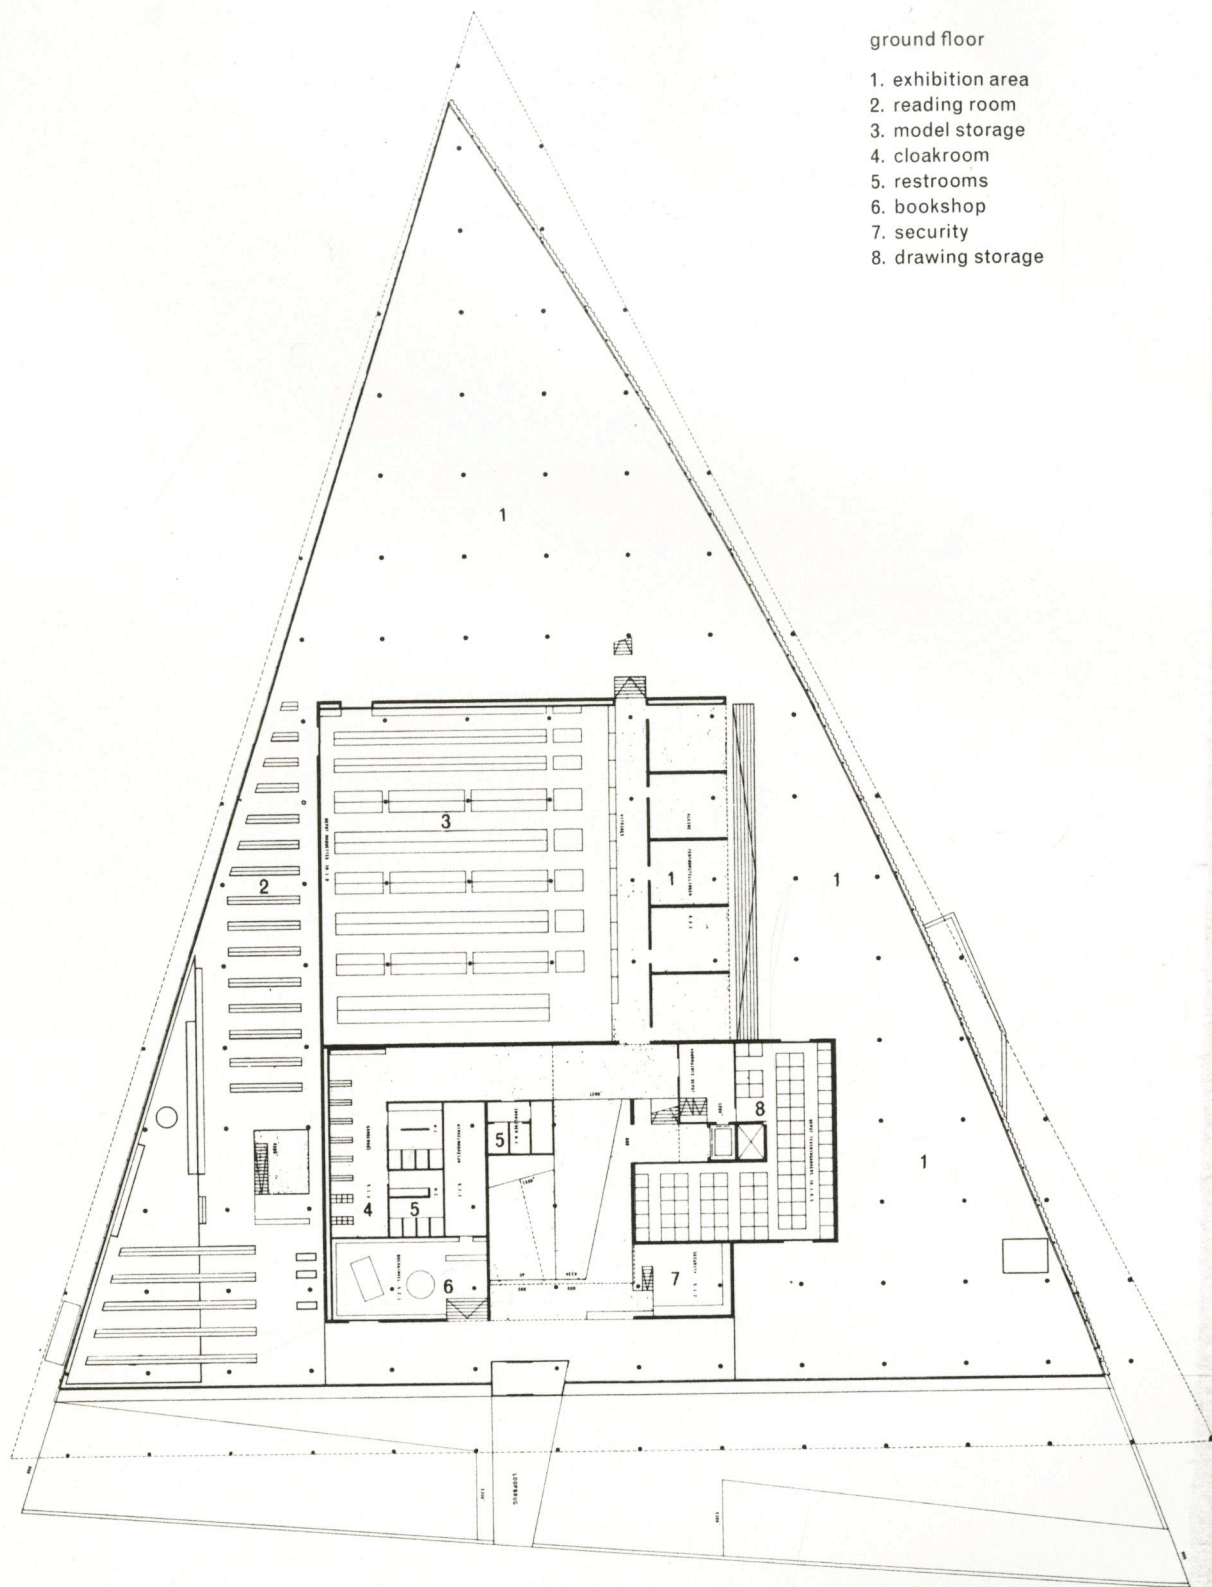 ground floor
1. exhibition area
2. reading room
3. model storage
4. cloakroom
5. restrooms
6. bookshop
7. security
8. drawing storage
1
3
2
1
1
8
5
1
4
5
6
7
LOOPBRUG